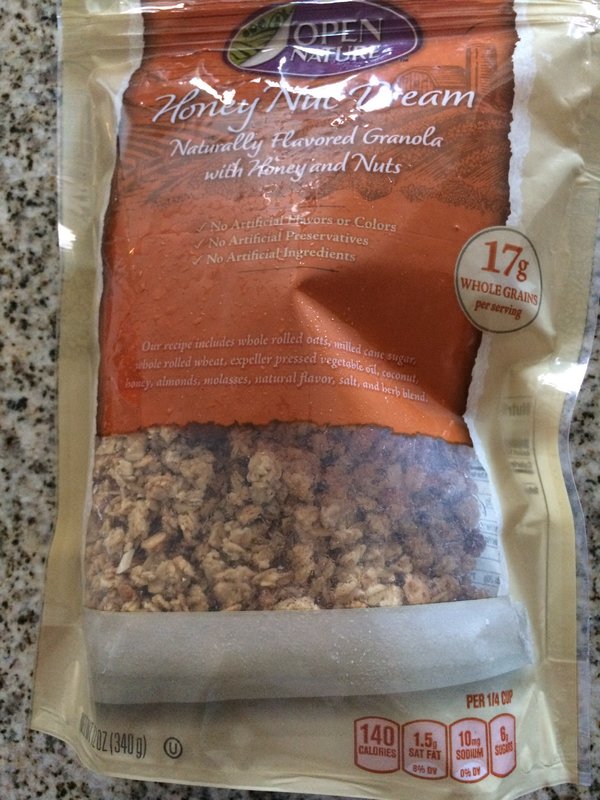 OPEN
NATURE
Honey Nut Dream
Naturally Flavored Granola
with Honey and Nuts
✓ No Artificial Flavors or Colors
✓ No Artificial Preservatives
✓ No Artificial Ingredients
17g
WHOLE GRAINS
per serving
Our recipe includes whole rolled oats, milled cane sugar,
whole rolled wheat, expeller pressed vegetable oil, coconut,
honey, almonds, molasses, natural flavor, salt, and herb blend.
PER 1/4 CUP
140
CALORIES
1.5g
SAT FAT
8% DV
10mg
SODIUM
0% DV
6g
SUGARS
OZ (340g)
U